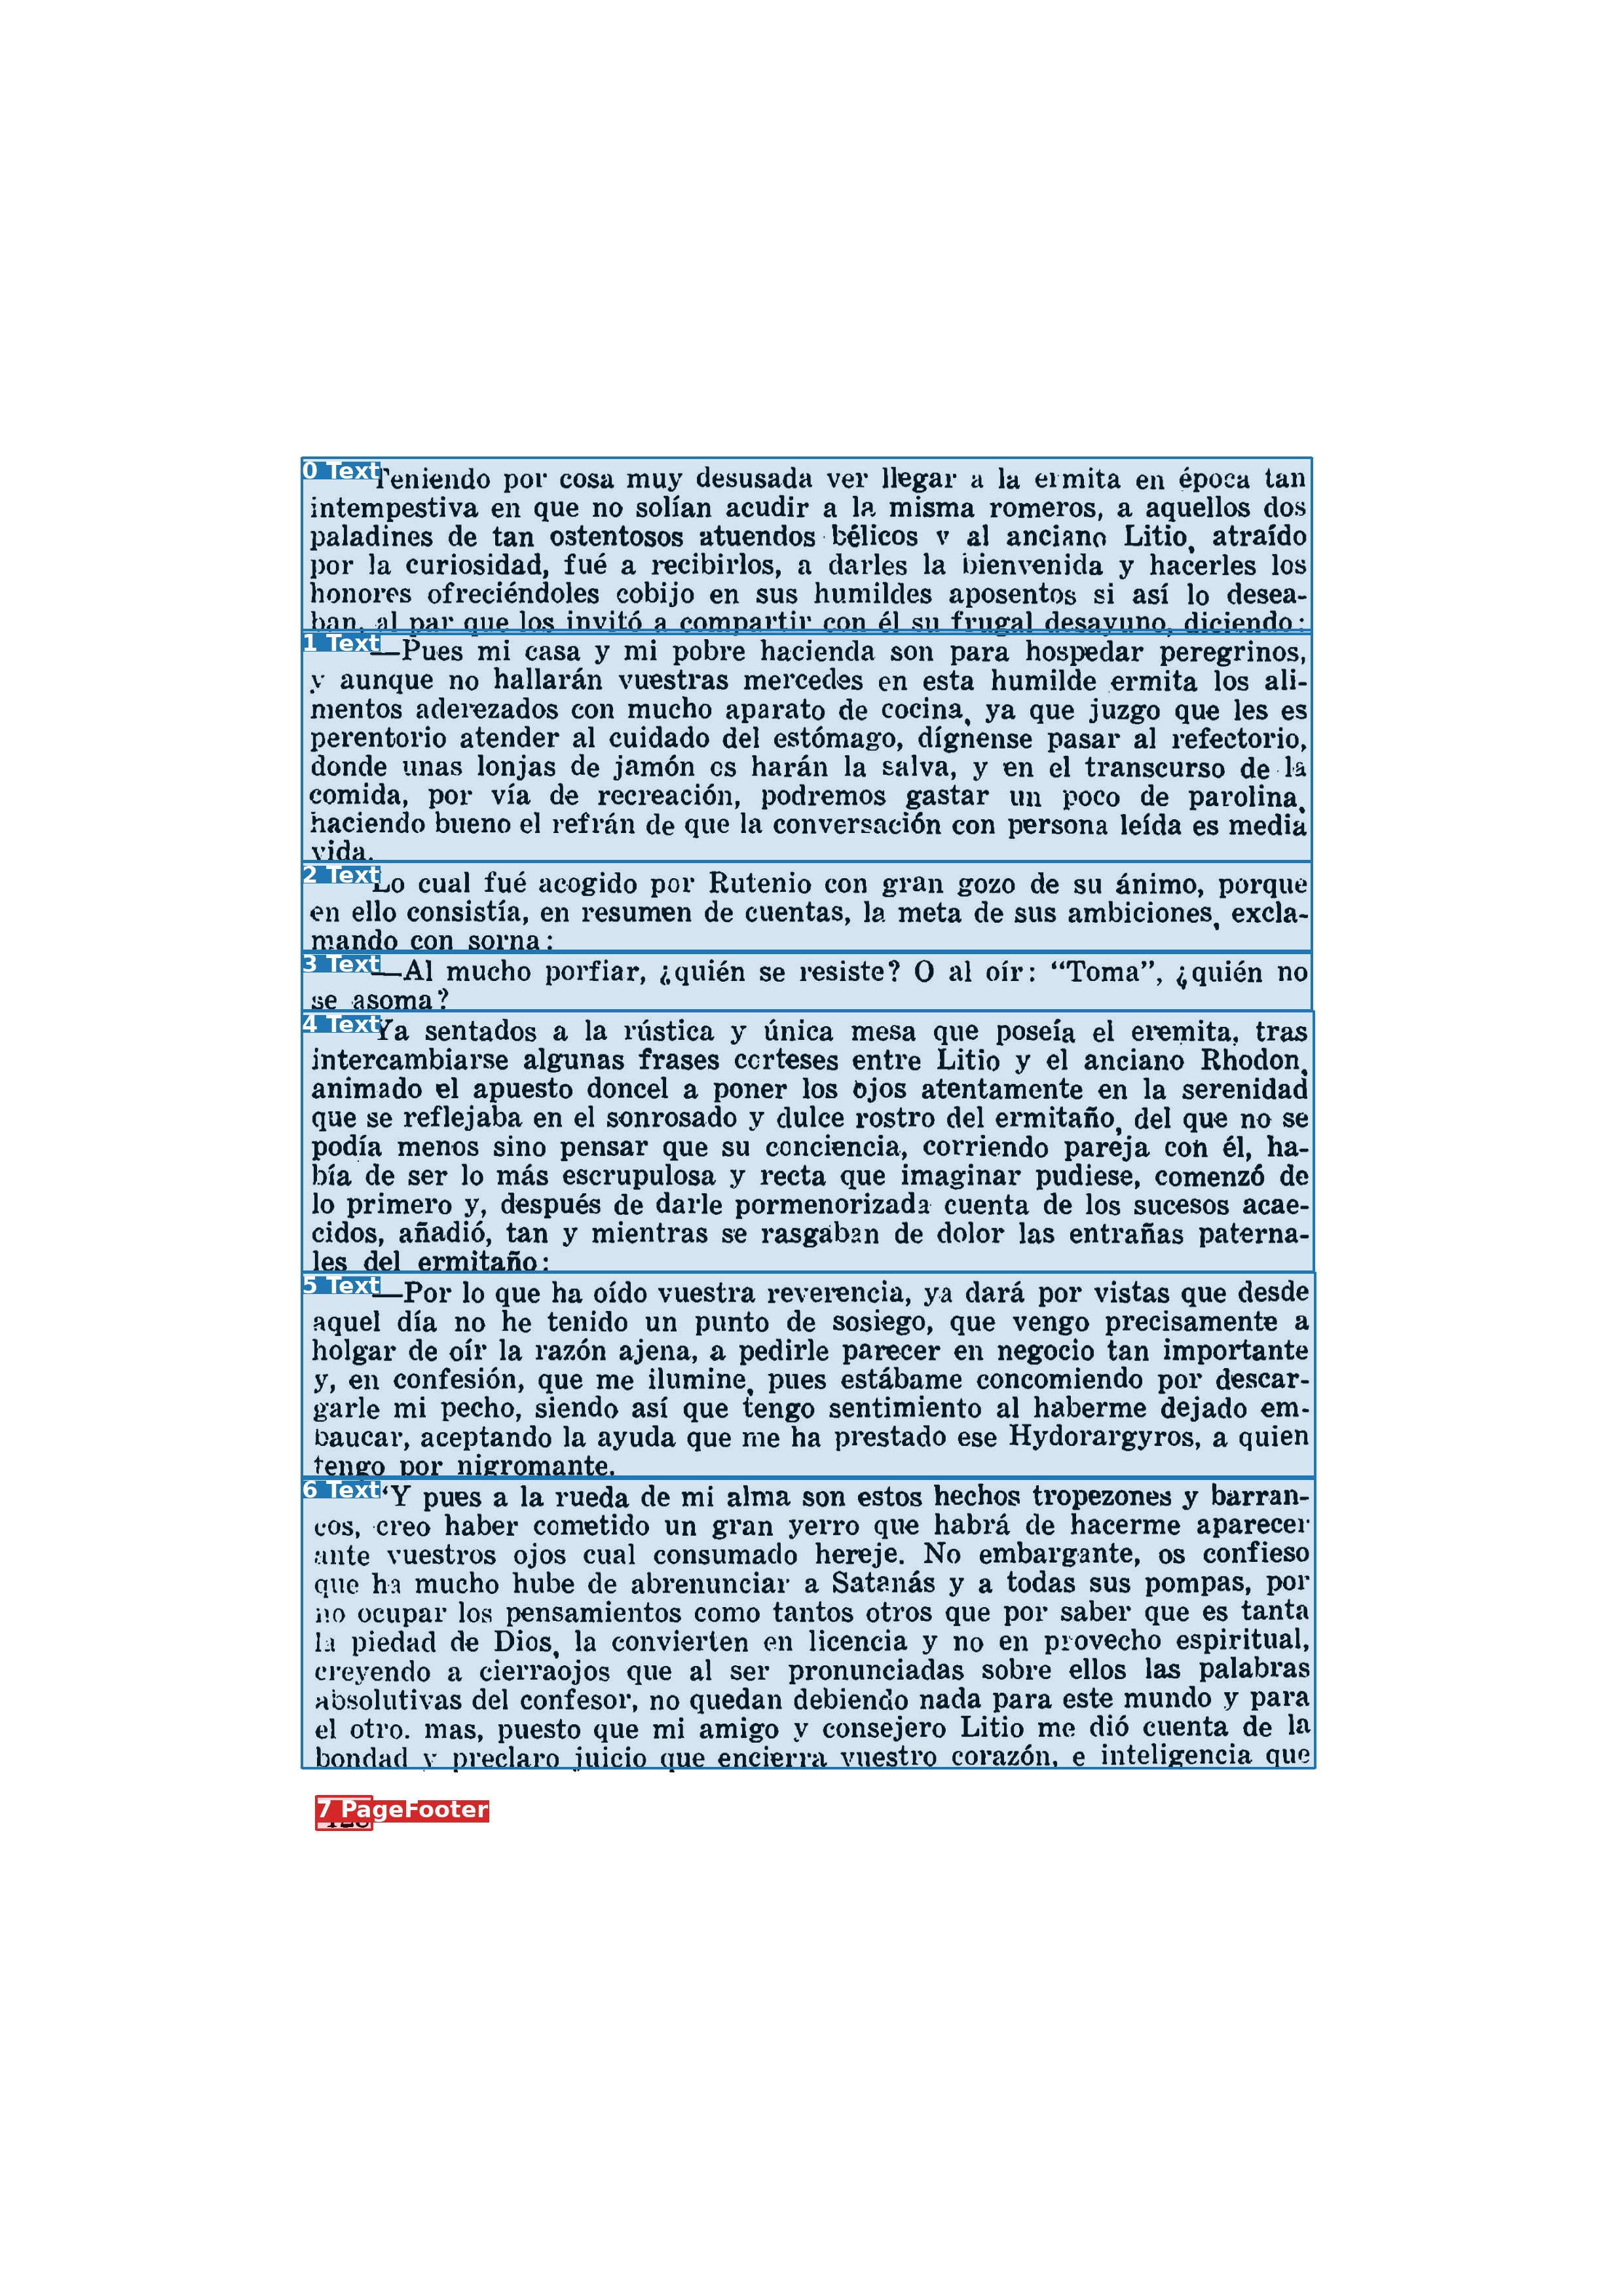 0 Text Teniendo por cosa muy desusada ver llegar a la ermita en época tan
intempestiva en que no solían acudir a la misma romeros, a aquellos dos
paladines de tan ostentosos atuendos bélicos y al anciano Litio, atraído
por la curiosidad, fué a recibirlos, a darles la bienvenida y hacerles los
honores ofreciéndoles cobijo en sus humildes aposentos si así lo desea-
ban, al par que los invitó a compartir con él su frugal desayuno, diciendo:
1 Text —Pues mi casa y mi pobre hacienda son para hospedar peregrinos,
y aunque no hallarán vuestras mercedes en esta humilde ermita los ali-
mentos aderezados con mucho aparato de cocina, ya que juzgo que les es
perentorio atender al cuidado del estómago, dígnense pasar al refectorio,
donde unas lonjas de jamón os harán la salva, y en el transcurso de la
comida, por vía de recreación, podremos gastar un poco de parolina,
haciendo bueno el refrán de que la conversación con persona leída es media
vida.
2 Text Lo cual fué acogido por Rutenio con gran gozo de su ánimo, porque
en ello consistía, en resumen de cuentas, la meta de sus ambiciones, excla-
mando con sorna:
3 Text —Al mucho porfiar, ¿quién se resiste? O al oír: “Toma”, ¿quién no
se asoma?
4 Text Ya sentados a la rústica y única mesa que poseía el eremita, tras
intercambiarse algunas frases corteses entre Litio y el anciano Rhodon,
animado el apuesto doncel a poner los ojos atentamente en la serenidad
que se reflejaba en el sonrosado y dulce rostro del ermitaño, del que no se
podía menos sino pensar que su conciencia, corriendo pareja con él, ha-
bía de ser lo más escrupulosa y recta que imaginar pudiese, comenzó de
lo primero y, después de darle pormenorizada cuenta de los sucesos acae-
cidos, añadió, tan y mientras se rasgaban de dolor las entrañas paterna-
les del ermitaño:
5 Text —Por lo que ha oído vuestra reverencia, ya dará por vistas que desde
aquel día no he tenido un punto de sosiego, que vengo precisamente a
holgar de oír la razón ajena, a pedirle parecer en negocio tan importante
y, en confesión, que me ilumine, pues estábame concomiendo por descar-
garle mi pecho, siendo así que tengo sentimiento al haberme dejado em-
baucar, aceptando la ayuda que me ha prestado ese Hydorargyros, a quien
tengo por nigromante.
6 Text ‘Y pues a la rueda de mi alma son estos hechos tropezones y barran-
cos, creo haber cometido un gran yerro que habrá de hacerme aparecer
ante vuestros ojos cual consumado hereje. No embargante, os confieso
que ha mucho hube de abrenunciar a Satanás y a todas sus pompas, por
no ocupar los pensamientos como tantos otros que por saber que es tanta
la piedad de Dios, la convierten en licencia y no en provecho espiritual,
creyendo a cierraojos que al ser pronunciadas sobre ellos las palabras
absolutivas del confesor, no quedan debiendo nada para este mundo y para
el otro. mas, puesto que mi amigo y consejero Litio me dió cuenta de la
bondad y preclaro juicio que encierra vuestro corazón, e inteligencia que
7 PageFooter